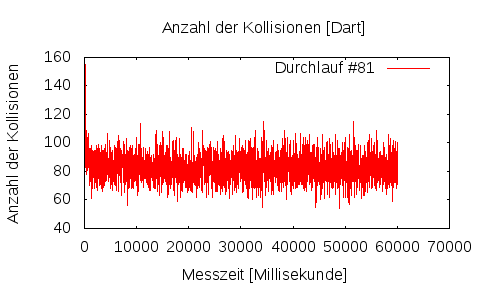 Anzahl der Kollisionen [Dart]
Durchlauf #81
Anzahl der Kollisionen
160
140
120
100
80
60
40
0 10000 20000 30000 40000 50000 60000 70000
Messzeit [Millisekunde]